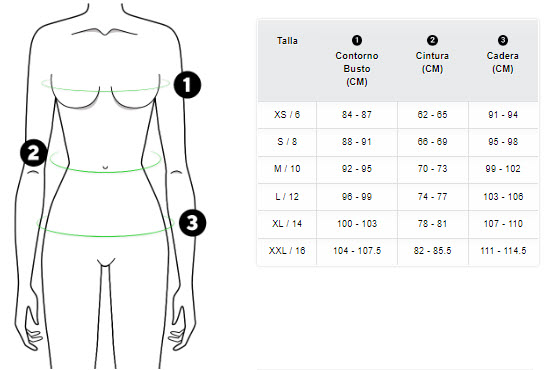 1
2
3
Talla 1 Contorno Busto (CM) 2 Cintura (CM) 3 Cadera (CM)
XS / 6 84 - 87 62 - 65 91 - 94
S / 8 88 - 91 66 - 69 95 - 98
M / 10 92 - 95 70 - 73 99 - 102
L / 12 96 - 99 74 - 77 103 - 106
XL / 14 100 - 103 78 - 81 107 - 110
XXL / 16 104 - 107.5 82 - 85.5 111 - 114.5